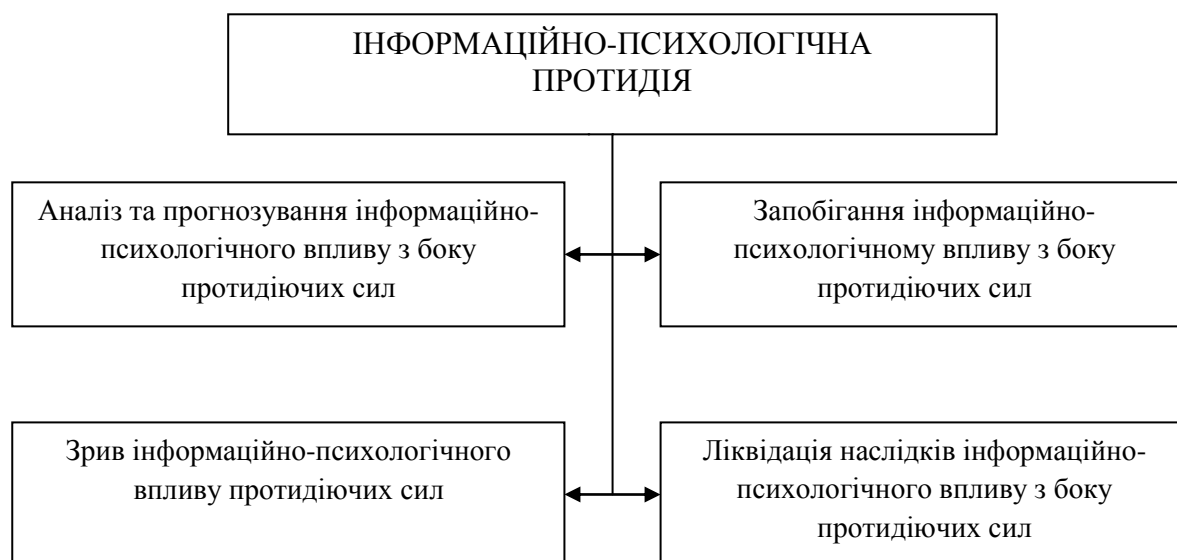 ІНФОРМАЦІЙНО-ПСИХОЛОГІЧНА
ПРОТИДІЯ
Аналіз та прогнозування інформаційно-
психологічного впливу з боку
протидіючих сил
Запобігання інформаційно-
психологічному впливу з боку
протидіючих сил
Зрив інформаційно-психологічного
впливу протидіючих сил
Ліквідація наслідків інформаційно-
психологічного впливу з боку
протидіючих сил